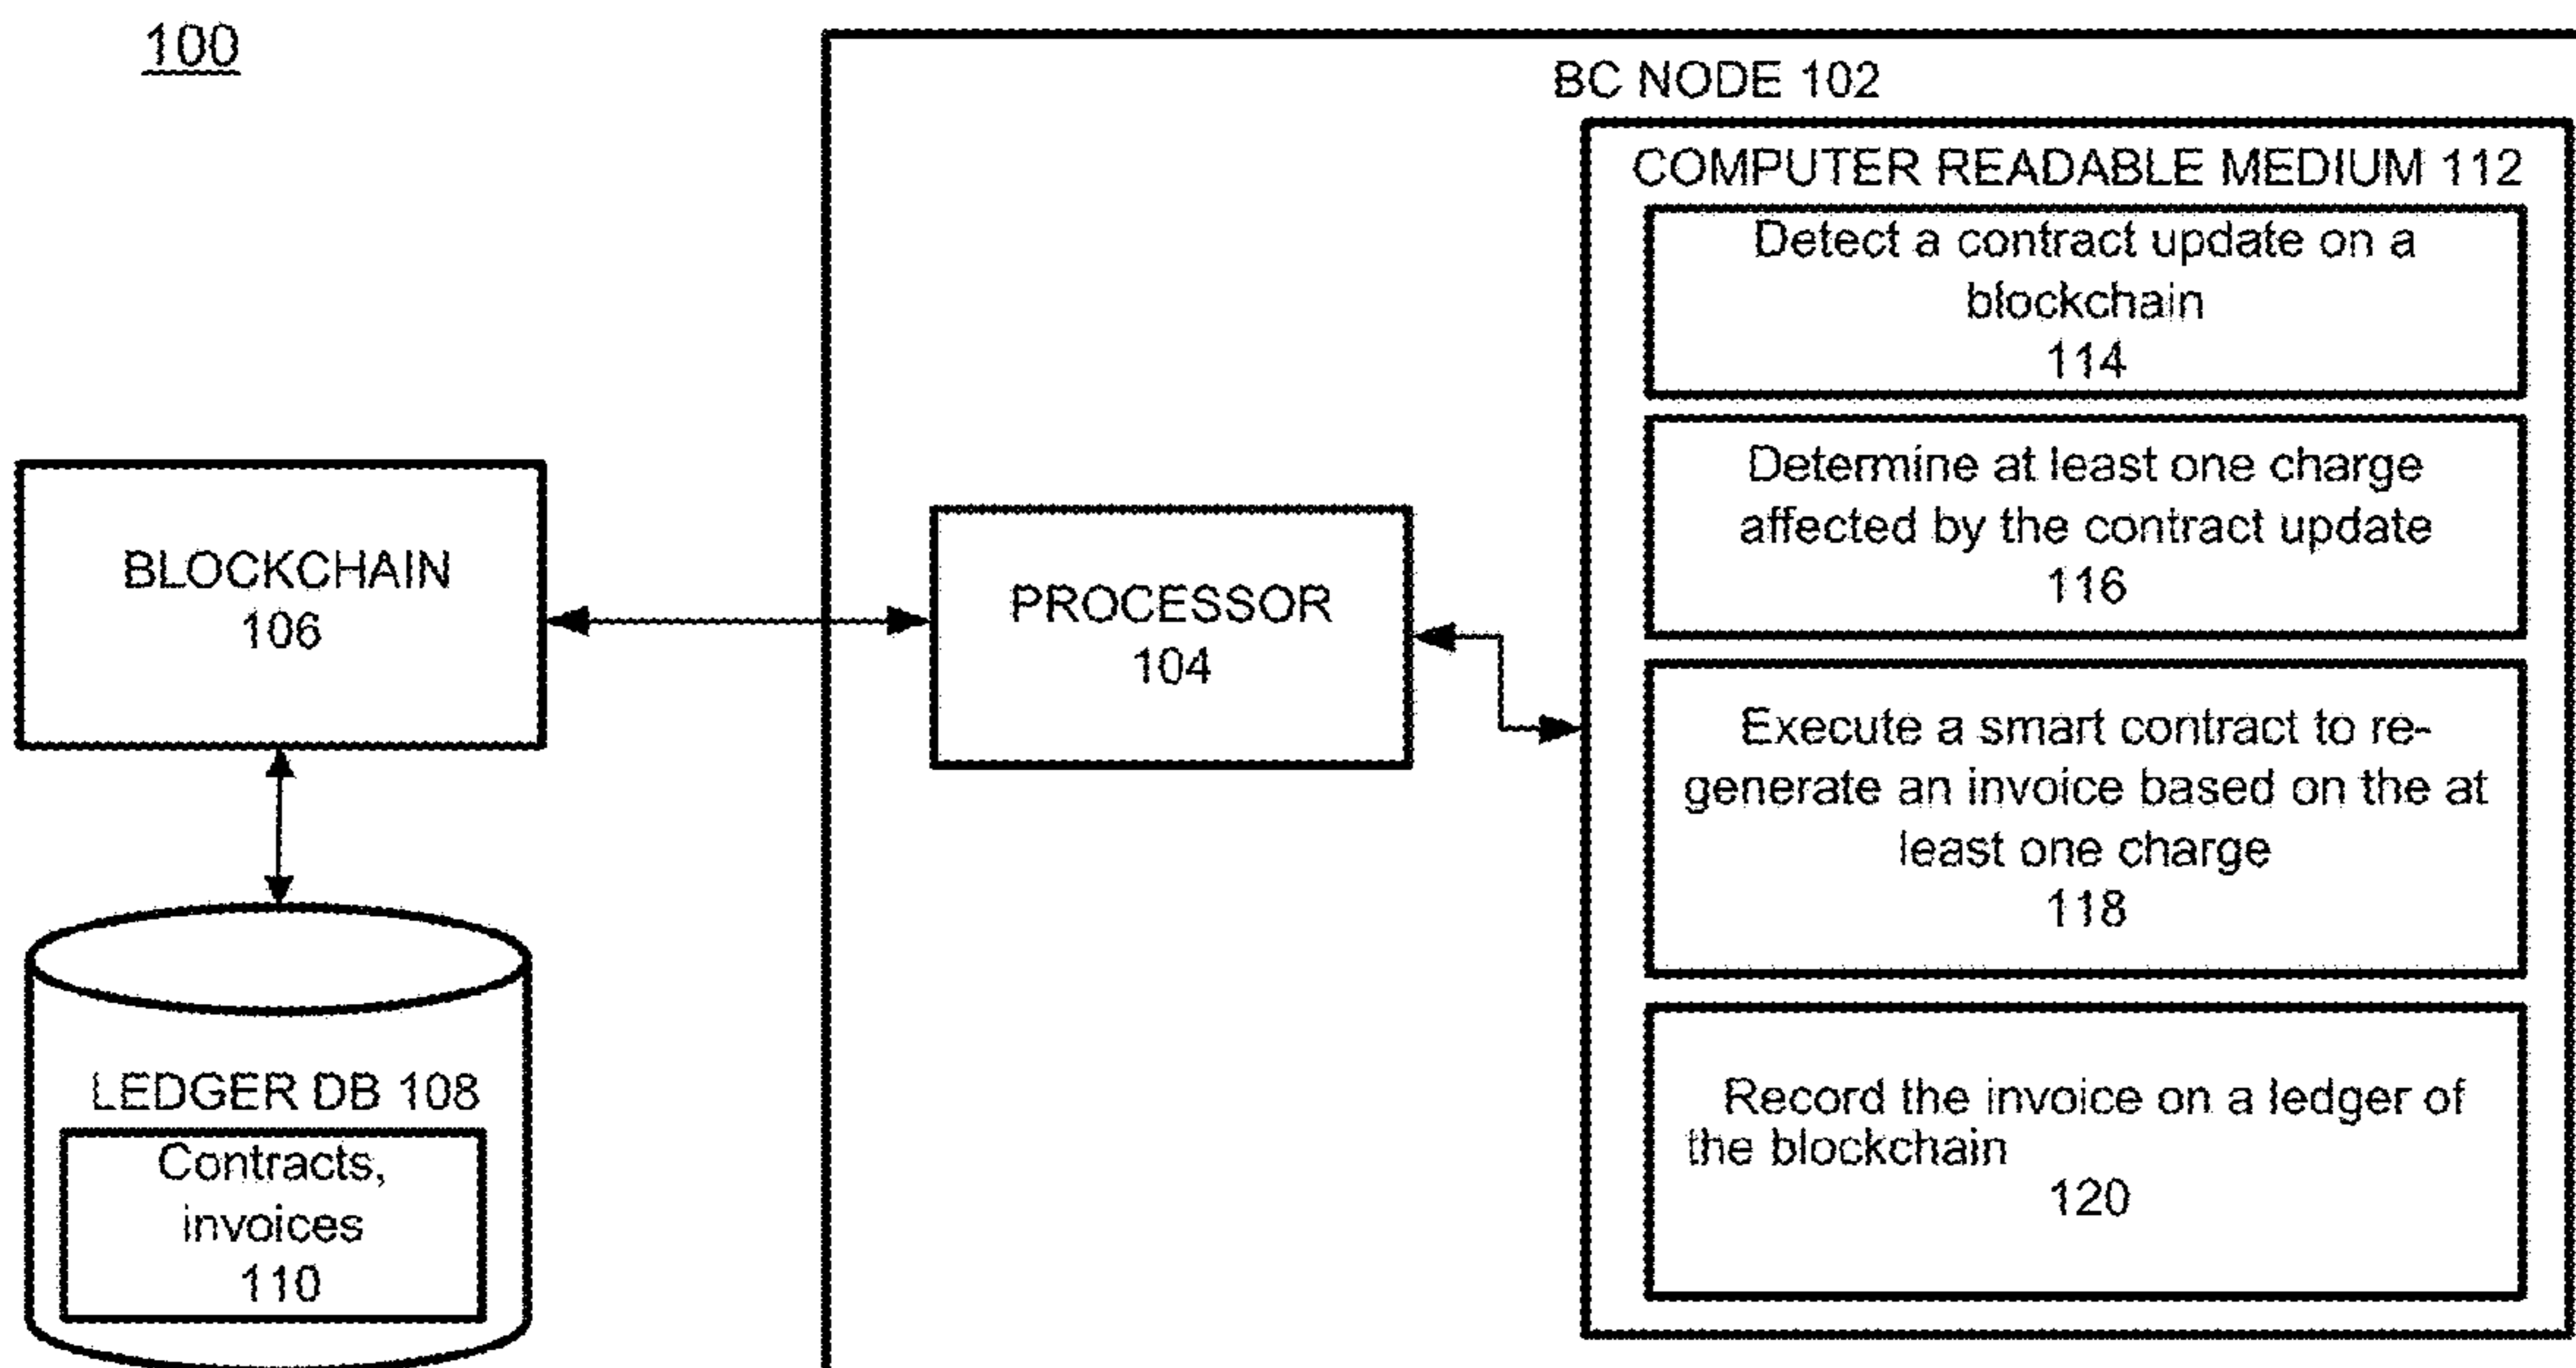 100
BC NODE 102
COMPUTER READABLE MEDIUM 112
Detect a contract update on a
blockchain
114
Determine at least one charge
affected by the contract update
116
Execute a smart contract to re-
generate an invoice based on the at
least one charge
118
Record the invoice on a ledger of
the blockchain
120
PROCESSOR
104
BLOCKCHAIN
106
LEDGER DB 108
Contracts,
invoices
110